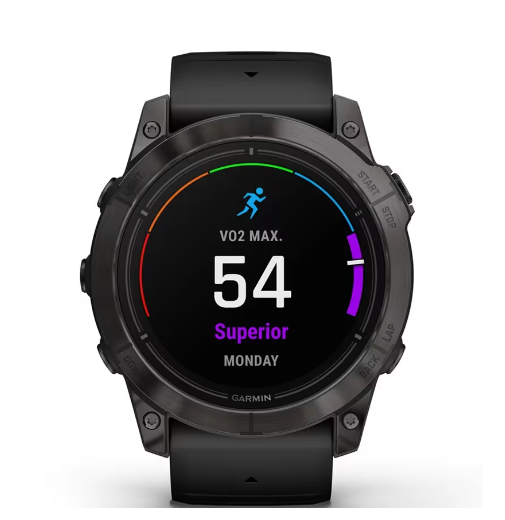 START
STOP
VO2 MAX.
54
Superior
MONDAY
LAP
BACK
GARMIN